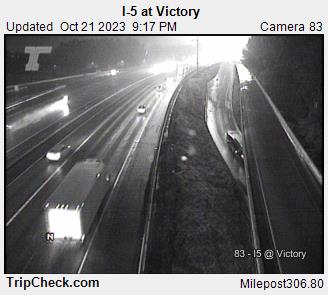 I-5 at Victory
Updated Oct 21 2023 9:17 PM Camera 83
T
N
83 - I5 @ Victory
TripCheck.com Milepost306.80